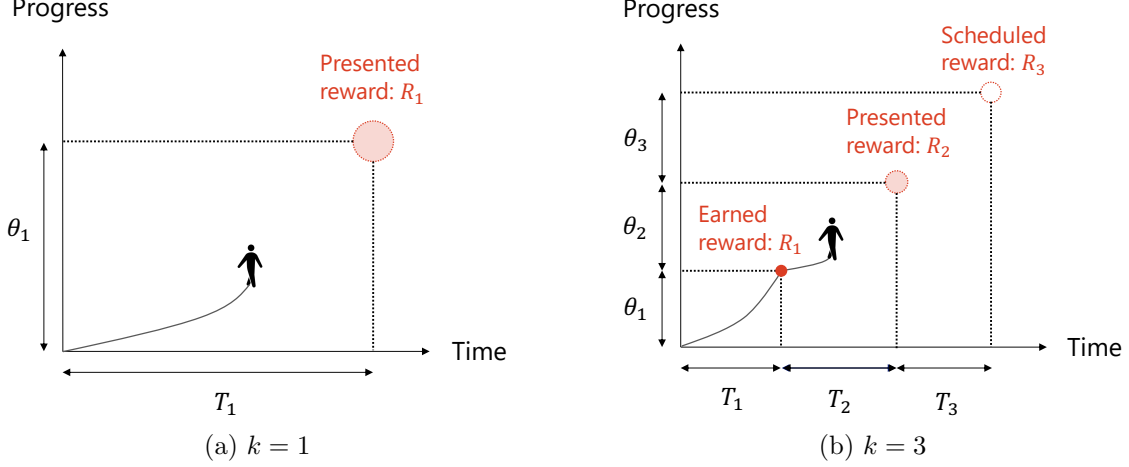 Progress
Presented
reward: R₁
θ₁
Time
T₁
(a) k = 1
Progress
Scheduled
reward: R₃
Presented
reward: R₂
Earned
reward: R₁
θ₃
θ₂
θ₁
Time
T₁
T₂
T₃
(b) k = 3